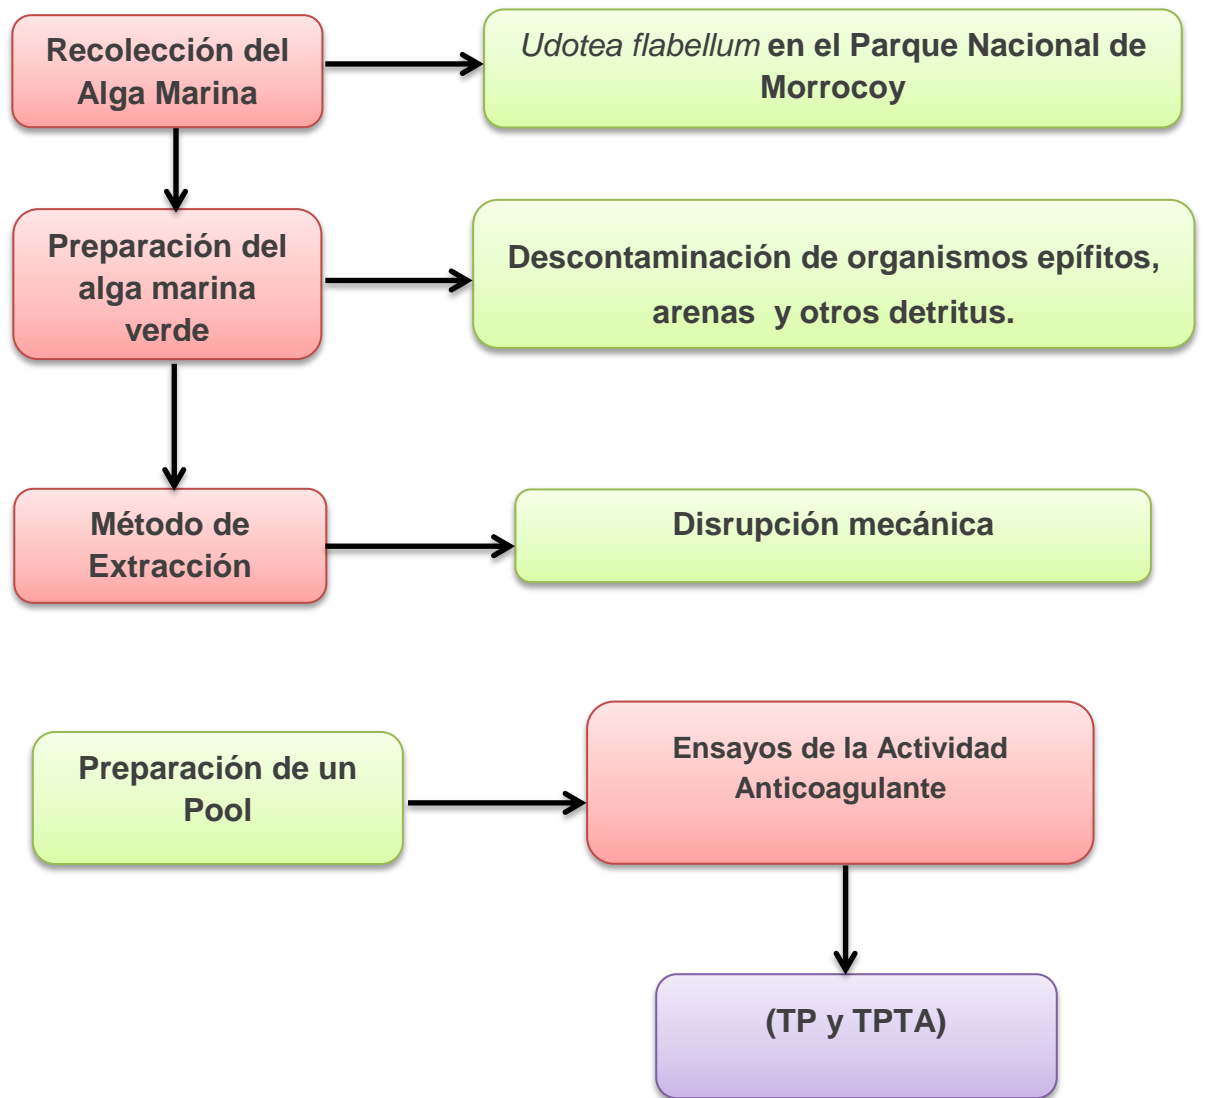 Recolección del
Alga Marina
Udotea flabellum en el Parque Nacional de
Morrocoy
Preparación del
alga marina
verde
Descontaminación de organismos epífitos,
arenas y otros detritus.
Método de
Extracción
Disrupción mecánica
Preparación de un
Pool
Ensayos de la Actividad
Anticoagulante
(TP y TPTA)